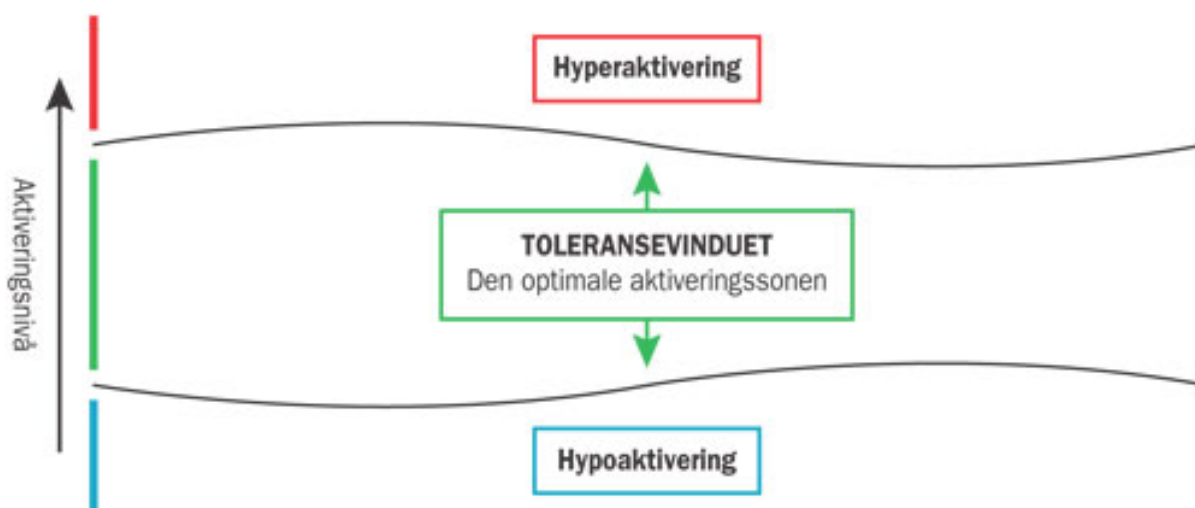 Hyperaktivering
Aktiveringsnivå
TOLERANSEVINDUET
Den optimale aktiveringssonen
Hypoaktivering